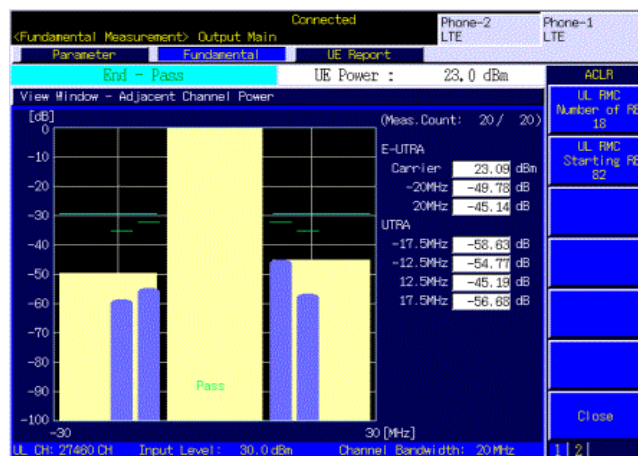 Connected
Phone-2
LTE
Phone-1
LTE
<Fundamental Measurement> Output Main
Parameter
Fundamental
UE Report
End - Pass
UE Power : 23.0 dBm
ACLR
View Window - Adjacent Channel Power
UL RMC
Number of RB
18
UL RMC
Starting RB
82
[dB]
(Meas.Count: 20/ 20)
0
-10
-20
-30
-40
-50
-60
-70
-80
-90
-100
E-UTRA
Carrier 23.09 dBm
-20MHz -49.78 dB
20MHz -45.14 dB
UTRA
-17.5MHz -58.63 dB
-12.5MHz -54.77 dB
12.5MHz -45.19 dB
17.5MHz -56.68 dB
Pass
-30
30 [MHz]
Close
UL CH: 27460 CH Input Level: 30.0 dBm Channel Bandwidth: 20 MHz
1 2